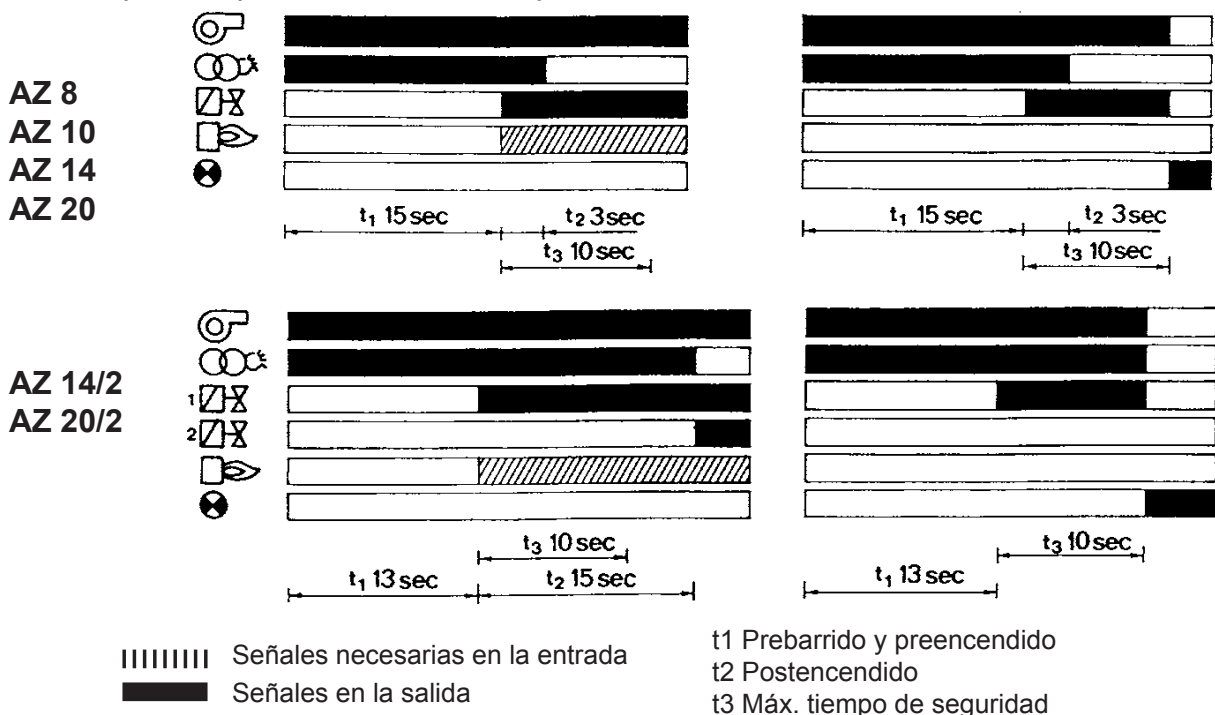 AZ 8
AZ 10
AZ 14
AZ 20
t1 15 sec
t2 3 sec
t3 10 sec
t1 15 sec
t2 3 sec
t3 10 sec
AZ 14/2
AZ 20/2
1
2
t3 10 sec
t1 13 sec
t2 15 sec
t3 10 sec
t1 13 sec
Señales necesarias en la entrada
Señales en la salida
t1 Prebarrido y preencendido
t2 Postencendido
t3 Máx. tiempo de seguridad